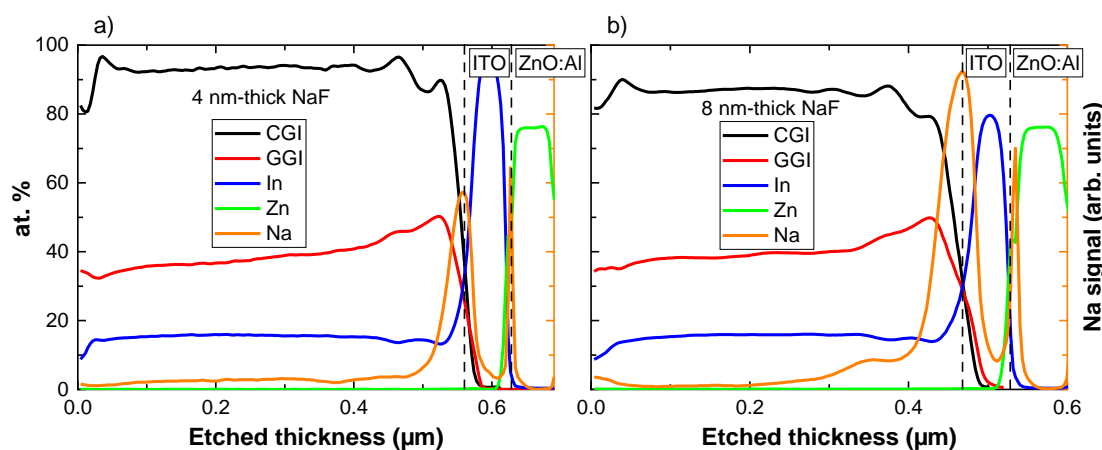 a)
b)
ITO
ZnO:Al
ITO
ZnO:Al
100
80
60
40
20
0
at. %
4 nm-thick NaF
CGI
GGI
In
Zn
Na
8 nm-thick NaF
CGI
GGI
In
Zn
Na
Na signal (arb. units)
0.0
0.2
0.4
0.6
0.0
0.2
0.4
0.6
Etched thickness (µm)
Etched thickness (µm)